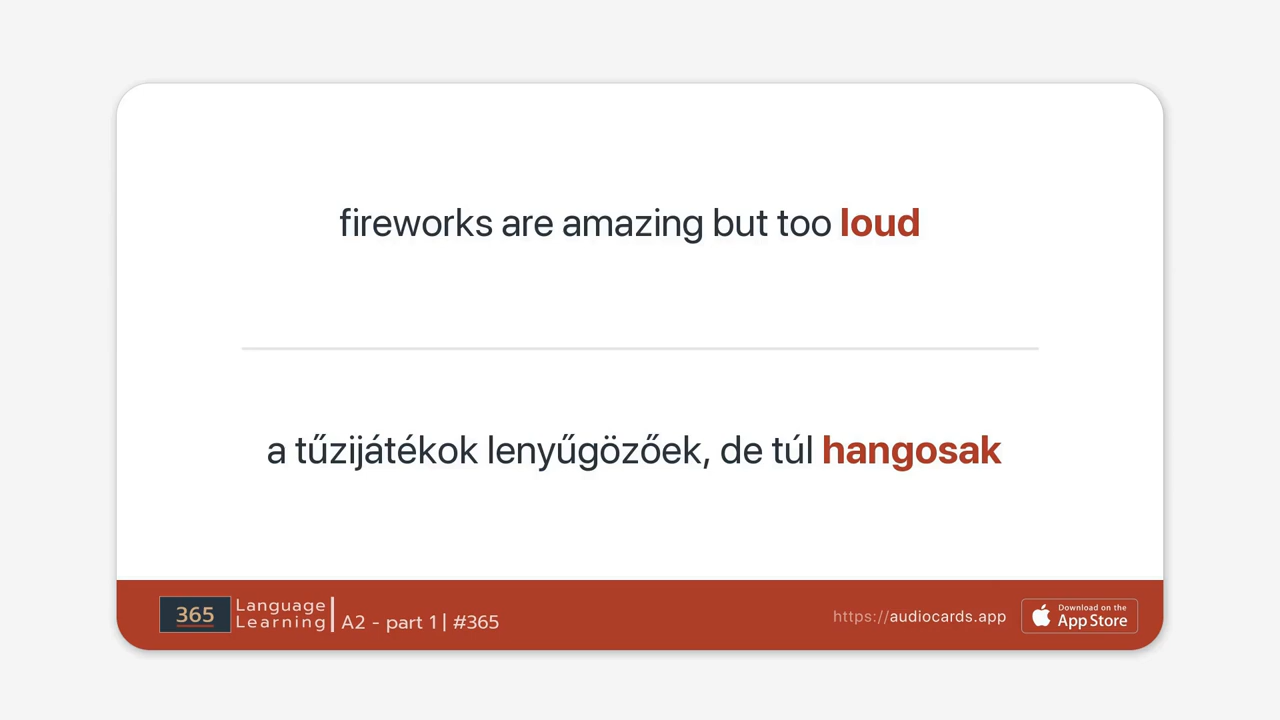 fireworks are amazing but too loud
a tűzijátékok lenyűgözőek, de túl hangosak
365 Language Learning | A2 - part 1 | #365
https://audiocards.app
Download on the App Store